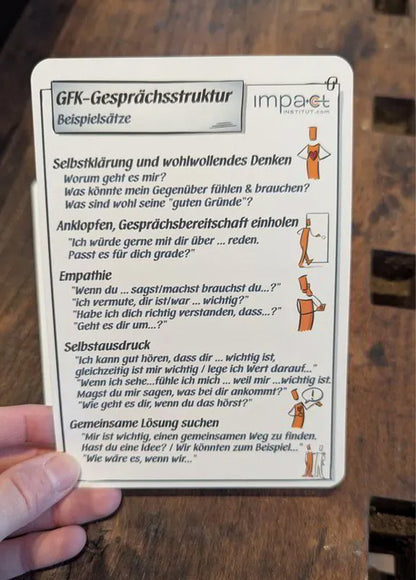 GFK-Gesprächsstruktur
Beispielsätze
impact
INSTITUT.com
Selbstklärung und wohlwollendes Denken
Worum geht es mir?
Was könnte mein Gegenüber fühlen & brauchen?
Was sind wohl seine "guten Gründe"?
Anklopfen, Gesprächsbereitschaft einholen
"Ich würde gerne mit dir über ... reden.
Passt es für dich grade?"
Empathie
"Wenn du ... sagst/machst brauchst du...?"
"ich vermute, dir ist/war ... wichtig?"
"Habe ich dich richtig verstanden, dass...?"
"Geht es dir um...?"
Selbstausdruck
"Ich kann gut hören, dass dir ... wichtig ist,
gleichzeitig ist mir wichtig / lege ich Wert darauf..."
"Wenn ich sehe...fühle ich mich ... weil mir ...wichtig ist.
Magst du mir sagen, was bei dir ankommt?"
"Wie geht es dir, wenn du das hörst?"
Gemeinsame Lösung suchen
"Mir ist wichtig, einen gemeinsamen Weg zu finden.
Hast du eine Idee? / Wir könnten zum Beispiel..."
"Wie wäre es, wenn wir..."